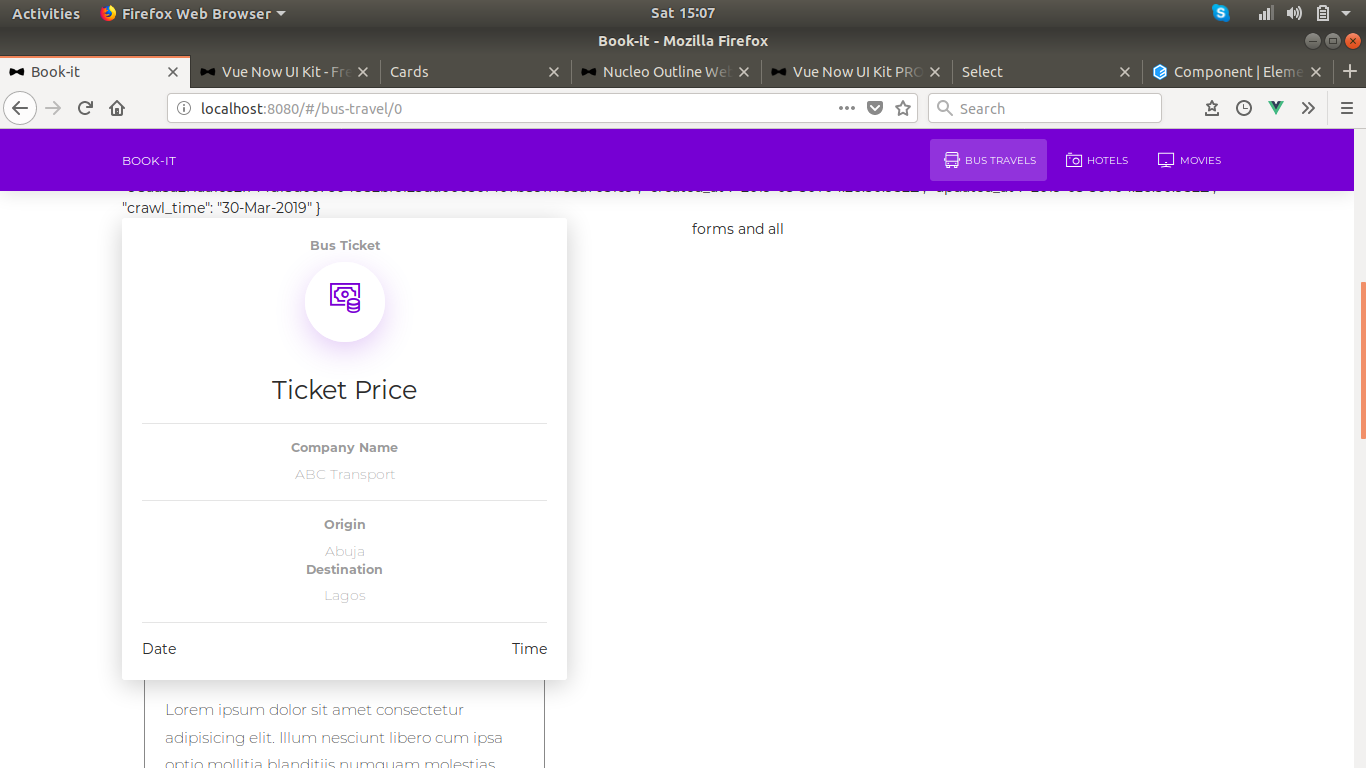 Activities Firefox Web Browser Sat 15:07
Book-it - Mozilla Firefox
Book-it Vue Now UI Kit - Fre Cards Nucleo Outline Web Vue Now UI Kit PRO Select Component | Eleme
localhost:8080/#/bus-travel/0 Search
BOOK-IT BUS TRAVELS HOTELS MOVIES
"crawl_time": "30-Mar-2019" }
forms and all
Bus Ticket
Ticket Price
Company Name
ABC Transport
Origin
Abuja
Destination
Lagos
Date Time
Lorem ipsum dolor sit amet consectetur
adipisicing elit. Illum nesciunt libero cum ipsa
optio mollitia blanditiis numquam molestias